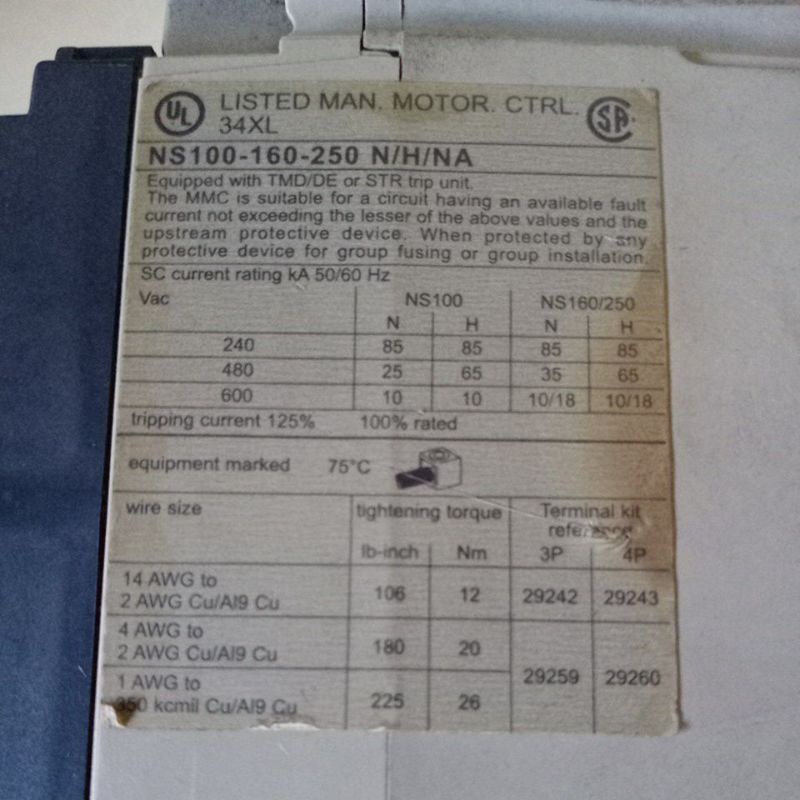 UL LISTED MAN. MOTOR. CTRL. SA
34XL
NS100-160-250 N/H/NA
Equipped with TMD/DE or STR trip unit.
The MMC is suitable for a circuit having an available fault
current not exceeding the lesser of the above values and the
upstream protective device. When protected by any
protective device for group fusing or group installation.
SC current rating kA 50/60 Hz
Vac NS100 NS160/250
N H N H
240 85 85 85 85
480 25 65 35 65
600 10 10 10/18 10/18
tripping current 125% 100% rated
equipment marked 75°C
wire size tightening torque Terminal kit
reference
lb-inch Nm 3P 4P
14 AWG to
2 AWG Cu/Al9 Cu 106 12 29242 29243
4 AWG to
2 AWG Cu/Al9 Cu 180 20
29259 29260
1 AWG to
350 kcmil Cu/Al9 Cu 225 26